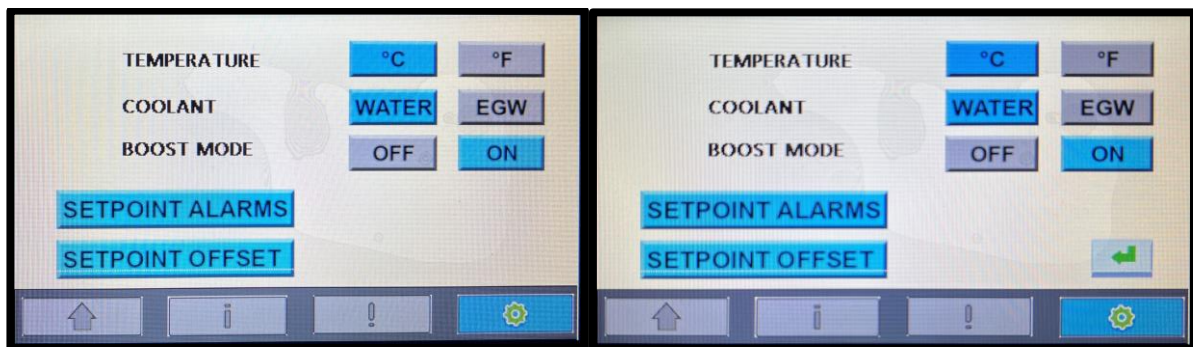 TEMPERATURE °C °F
COOLANT WATER EGW
BOOST MODE OFF ON
SETPOINT ALARMS
SETPOINT OFFSET
i !
TEMPERATURE °C °F
COOLANT WATER EGW
BOOST MODE OFF ON
SETPOINT ALARMS
SETPOINT OFFSET
i !